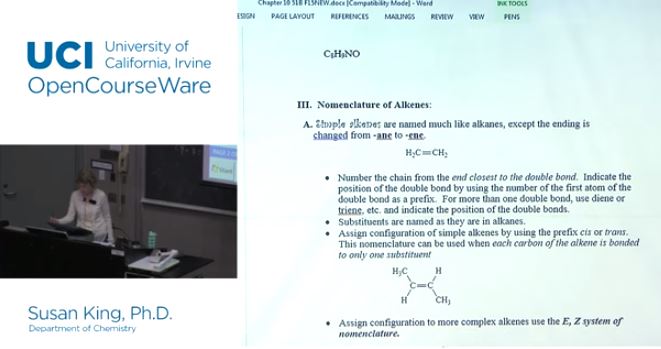 Chapter 10 51B F15NEW.docx [Compatibility Mode] - Word
INK TOOLS
ESIGN PAGE LAYOUT REFERENCES MAILINGS REVIEW VIEW PENS
UCI University of
California, Irvine
OpenCourseWare
C₅H₉NO
III. Nomenclature of Alkenes:
A. Simple alkenes are named much like alkanes, except the ending is
changed from -ane to -ene.
H₂C=CH₂
• Number the chain from the end closest to the double bond. Indicate the
position of the double bond by using the number of the first atom of the
double bond as a prefix. For more than one double bond, use diene or
triene, etc. and indicate the position of the double bonds.
• Substituents are named as they are in alkanes.
• Assign configuration of simple alkenes by using the prefix cis or trans.
This nomenclature can be used when each carbon of the alkene is bonded
to only one substituent
H₃C H
C=C
H CH₃
• Assign configuration to more complex alkenes use the E, Z system of
nomenclature.
Susan King, Ph.D.
Department of Chemistry